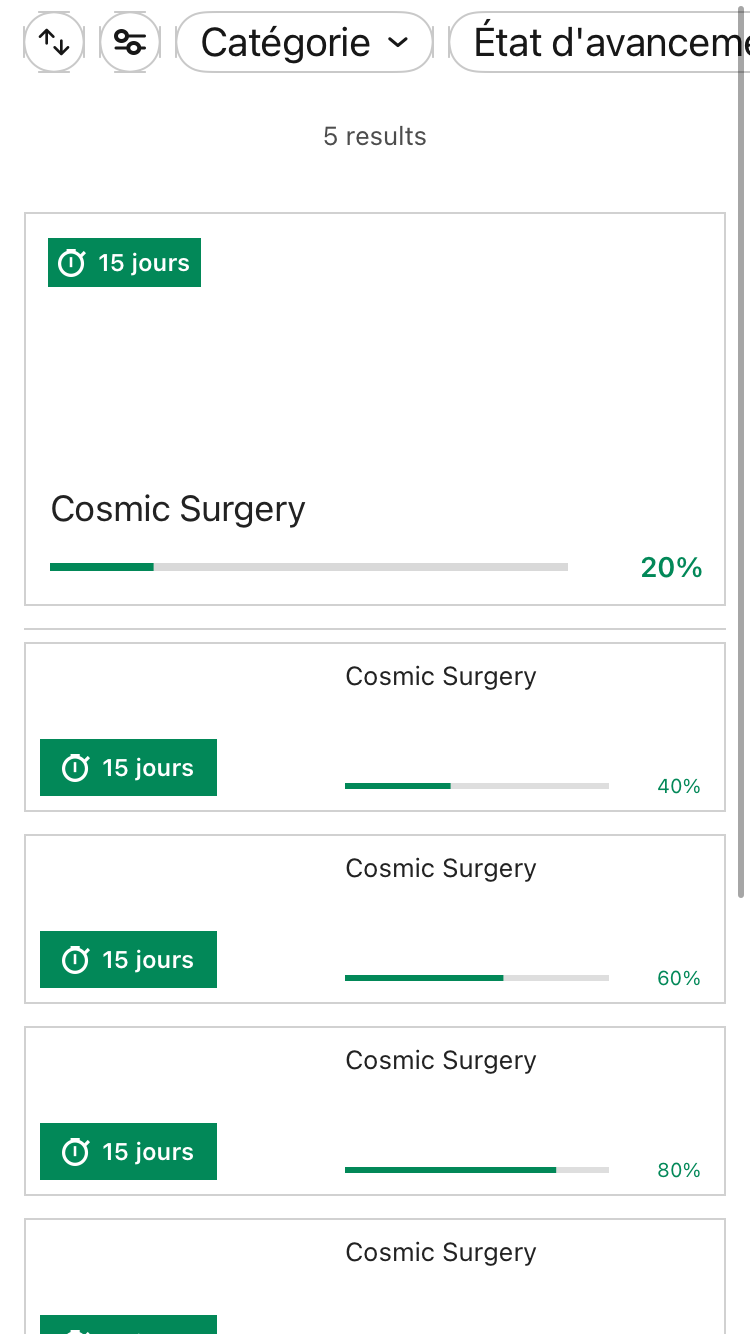 Catégorie
État d'avanceme
5 results
15 jours
Cosmic Surgery
20%
Cosmic Surgery
15 jours
40%
Cosmic Surgery
15 jours
60%
Cosmic Surgery
15 jours
80%
Cosmic Surgery